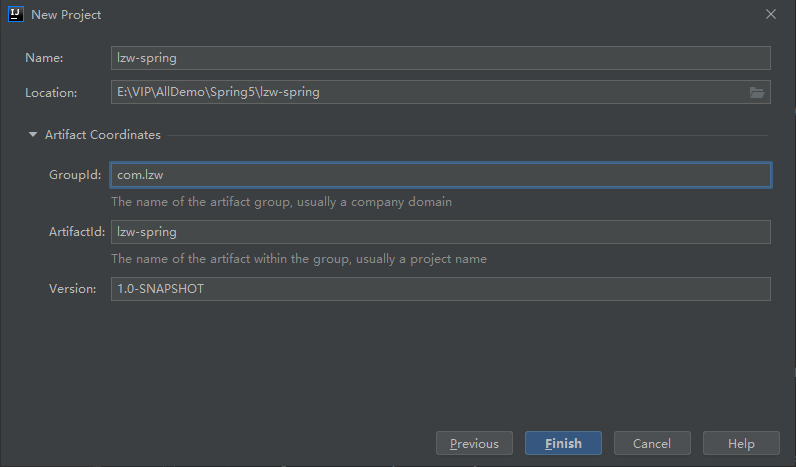 IJ New Project
Name: lzw-spring
Location: E:\VIP\AllDemo\Spring5\lzw-spring
Artifact Coordinates
GroupId: com.lzw
The name of the artifact group, usually a company domain
ArtifactId: lzw-spring
The name of the artifact within the group, usually a project name
Version: 1.0-SNAPSHOT
Previous Finish Cancel Help